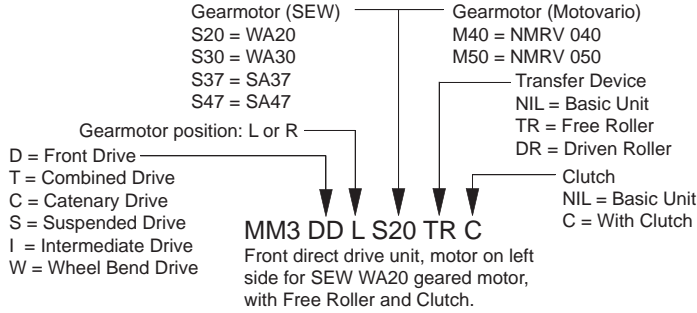 Gearmotor (SEW)
S20 = WA20
S30 = WA30
S37 = SA37
S47 = SA47
Gearmotor (Motovario)
M40 = NMRV 040
M50 = NMRV 050
Transfer Device
NIL = Basic Unit
TR = Free Roller
DR = Driven Roller
Gearmotor position: L or R
D = Front Drive
T = Combined Drive
C = Catenary Drive
S = Suspended Drive
I = Intermediate Drive
W = Wheel Bend Drive
Clutch
NIL = Basic Unit
C = With Clutch
MM3 DD L S20 TR C
Front direct drive unit, motor on left
side for SEW WA20 geared motor,
with Free Roller and Clutch.